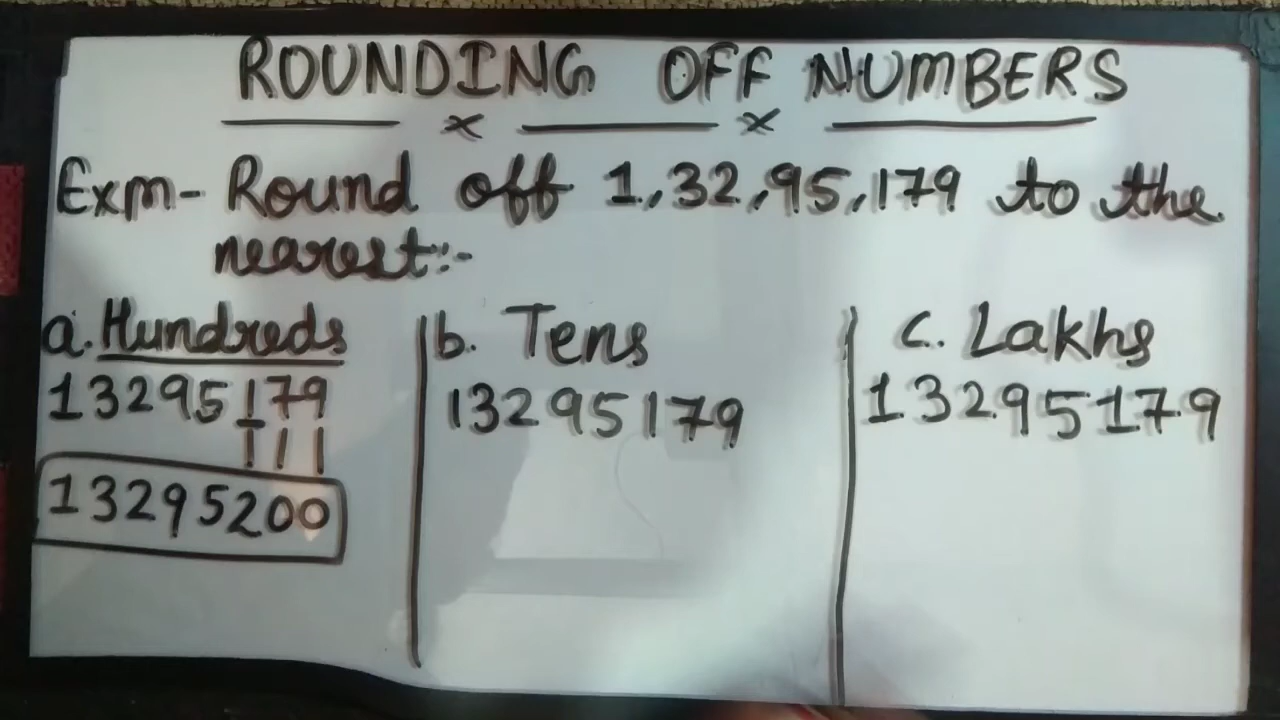 ROUNDING OFF NUMBERS
Exm- Round off 1,32,95,179 to the
nearest:-
a. Hundreds
13295179
13295200
b. Tens
13295179
c. Lakhs
13295179